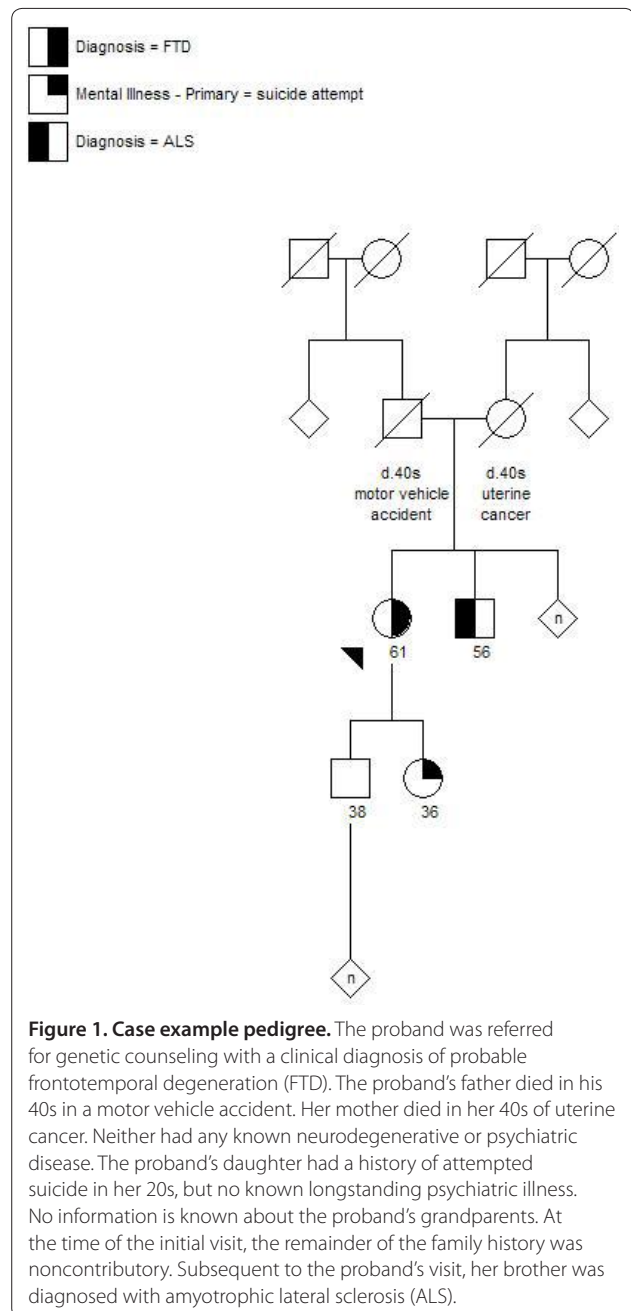 Diagnosis = FTD
Mental Illness - Primary = suicide attempt
Diagnosis = ALS
d.40s
motor vehicle
accident
d.40s
uterine
cancer
n
61
56
38
36
n
Figure 1. Case example pedigree. The proband was referred
for genetic counseling with a clinical diagnosis of probable
frontotemporal degeneration (FTD). The proband’s father died in his
40s in a motor vehicle accident. Her mother died in her 40s of uterine
cancer. Neither had any known neurodegenerative or psychiatric
disease. The proband’s daughter had a history of attempted
suicide in her 20s, but no known longstanding psychiatric illness.
No information is known about the proband’s grandparents. At
the time of the initial visit, the remainder of the family history was
noncontributory. Subsequent to the proband’s visit, her brother was
diagnosed with amyotrophic lateral sclerosis (ALS).